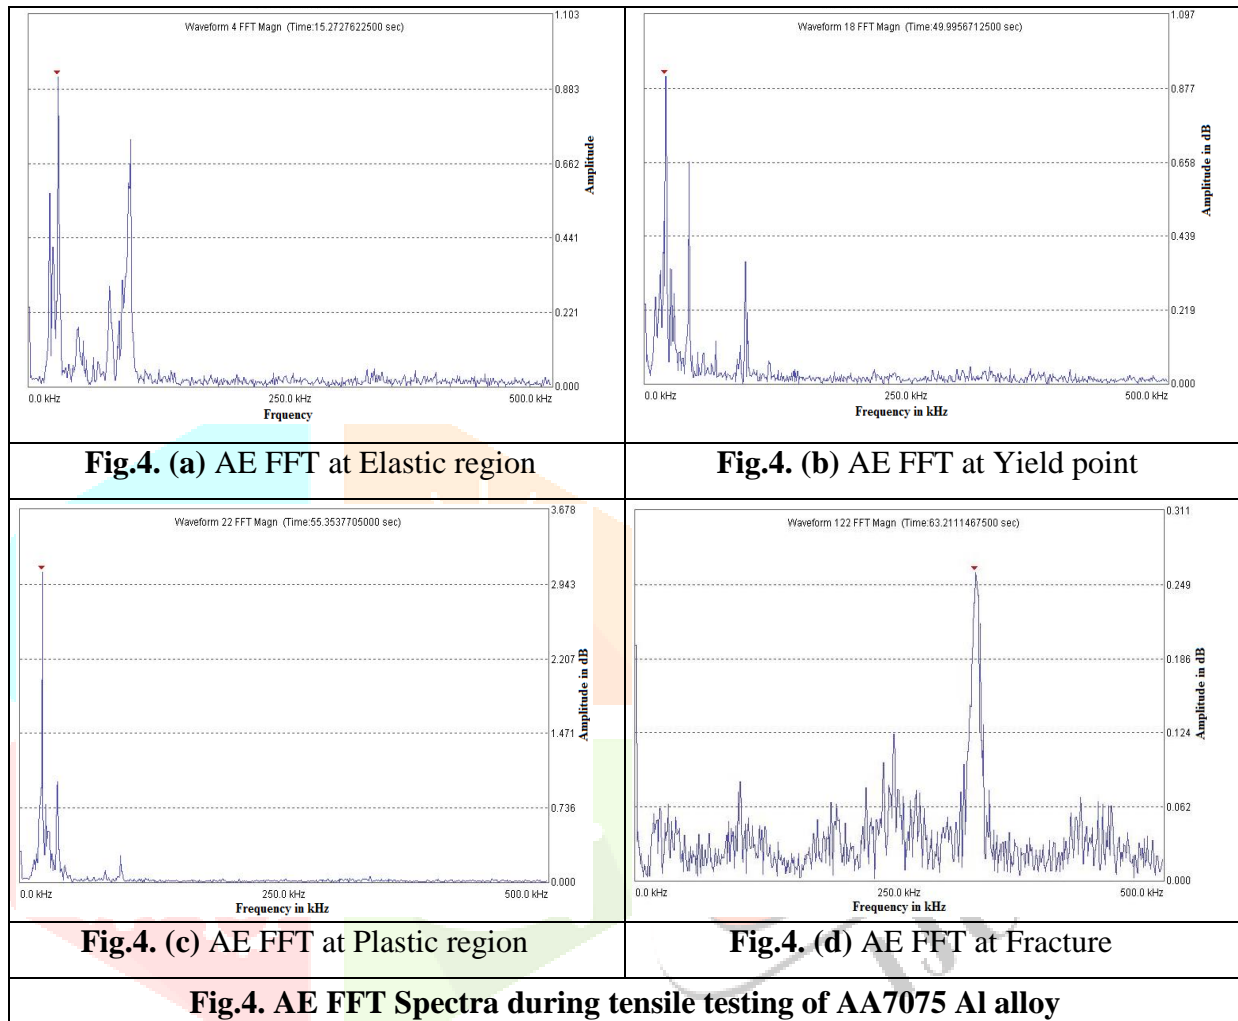 Waveform 4 FFT Magn (Time:15.2727622500 sec)
1.103
0.883
0.662
0.441
0.221
0.000
Amplitude
0.0 kHz 250.0 kHz 500.0 kHz
Frquency
Fig.4. (a) AE FFT at Elastic region
Waveform 18 FFT Magn (Time:49.9956712500 sec)
1.097
0.877
0.658
0.439
0.219
0.000
Amplitude in dB
0.0 kHz 250.0 kHz 500.0 kHz
Frequency in kHz
Fig.4. (b) AE FFT at Yield point
Waveform 22 FFT Magn (Time:55.3537705000 sec)
3.678
2.943
2.207
1.471
0.736
0.000
Amplitude in dB
0.0 kHz 250.0 kHz 500.0 kHz
Frequency in kHz
Fig.4. (c) AE FFT at Plastic region
Waveform 122 FFT Magn (Time:63.2111467500 sec)
0.311
0.249
0.186
0.124
0.062
0.000
Amplitude in dB
0.0 kHz 250.0 kHz 500.0 kHz
Frequency in kHz
Fig.4. (d) AE FFT at Fracture
Fig.4. AE FFT Spectra during tensile testing of AA7075 Al alloy